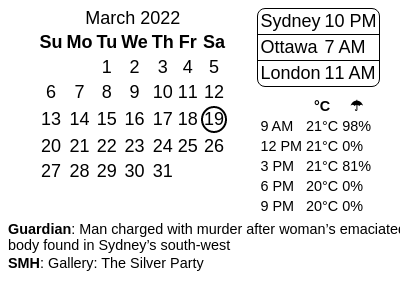 March 2022
Su Mo Tu We Th Fr Sa
1 2 3 4 5
6 7 8 9 10 11 12
13 14 15 16 17 18 19
20 21 22 23 24 25 26
27 28 29 30 31
Sydney 10 PM
Ottawa 7 AM
London 11 AM
°C ☂
9 AM 21°C 98%
12 PM 21°C 0%
3 PM 21°C 81%
6 PM 20°C 0%
9 PM 20°C 0%
Guardian: Man charged with murder after woman’s emaciated
body found in Sydney’s south-west
SMH: Gallery: The Silver Party